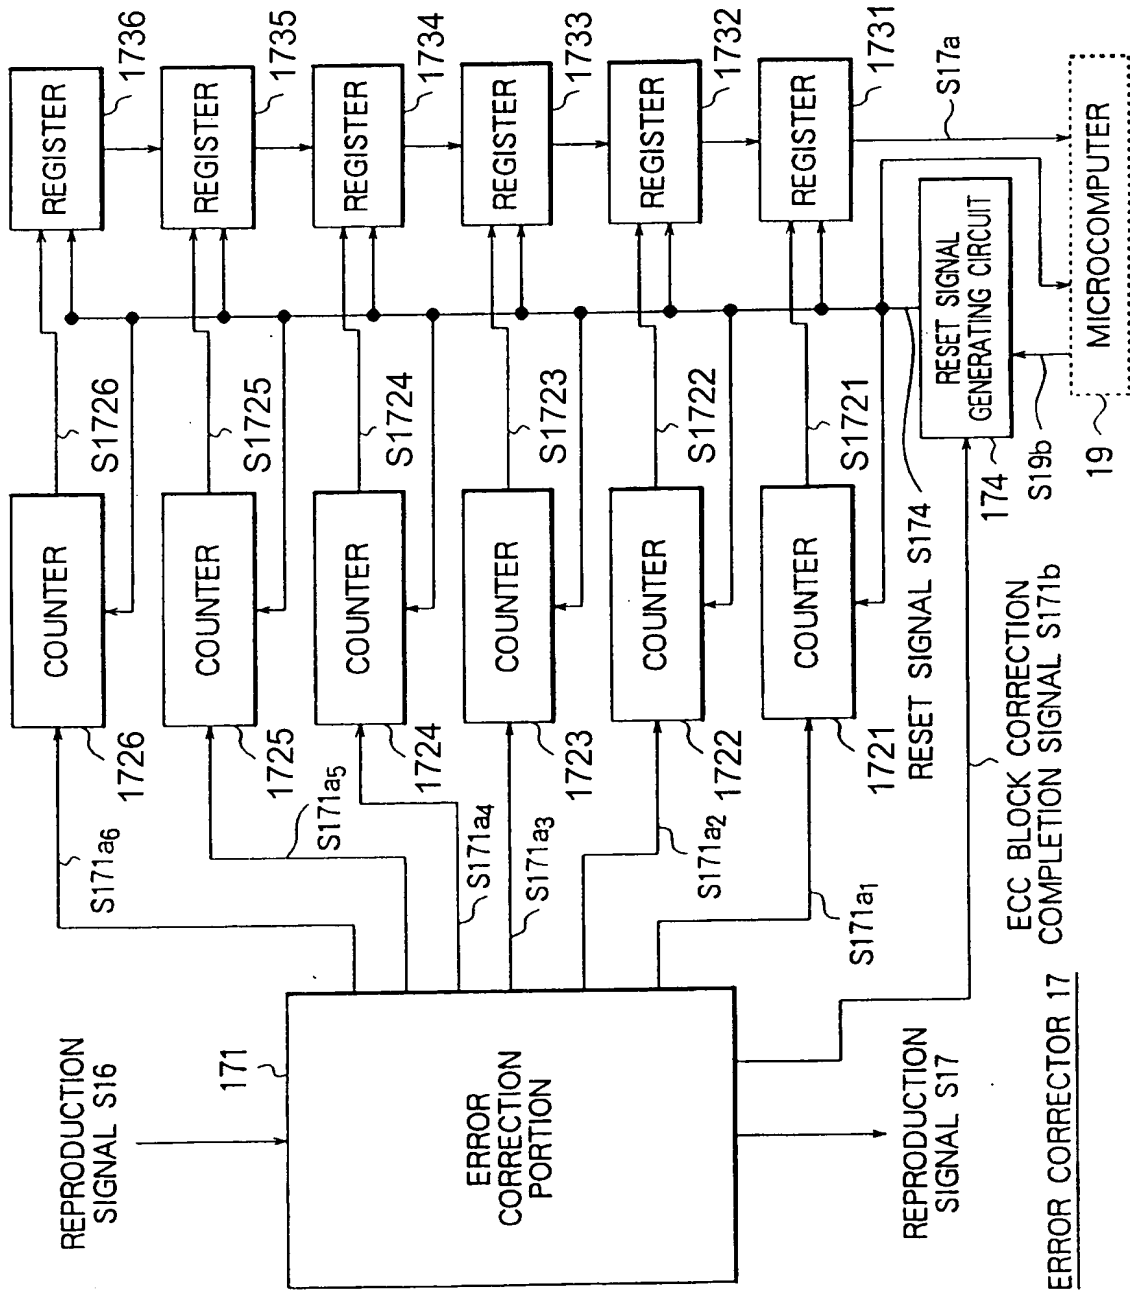 REPRODUCTION
SIGNAL S16
171
ERROR
CORRECTION
PORTION
REPRODUCTION
SIGNAL S17
S171a6
S171a5
S171a4
S171a3
S171a2
S171a1
1726
COUNTER
S1726
REGISTER
1736
1725
COUNTER
S1725
REGISTER
1735
1724
COUNTER
S1724
REGISTER
1734
1723
COUNTER
S1723
REGISTER
1733
1722
COUNTER
S1722
REGISTER
1732
1721
COUNTER
S1721
REGISTER
1731
RESET SIGNAL S174
S17a
174
RESET SIGNAL
GENERATING CIRCUIT
S19b
19
MICROCOMPUTER
ECC BLOCK CORRECTION
COMPLETION SIGNAL S171b
ERROR CORRECTOR 17